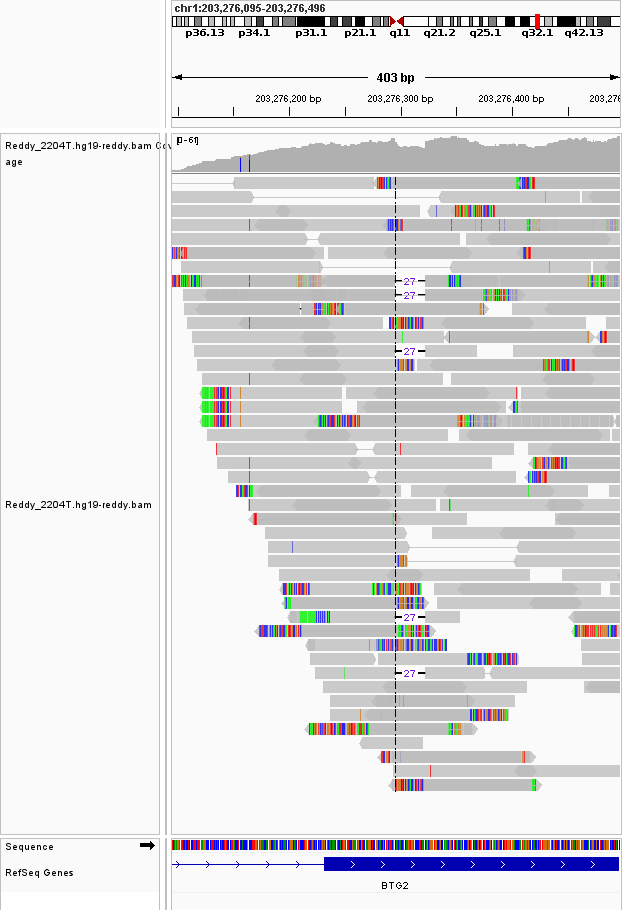 chr1:203,276,095-203,276,496
p36.13 p34.1 p31.1 p21.1 q11 q21.2 q25.1 q32.1 q42.13
403 bp
203,276,200 bp 203,276,300 bp 203,276,400 bp 203,276
Reddy_2204T.hg19-reddy.bam Cov
age
[0-61]
27
27
27
Reddy_2204T.hg19-reddy.bam
27
27
Sequence
RefSeq Genes
BTG2